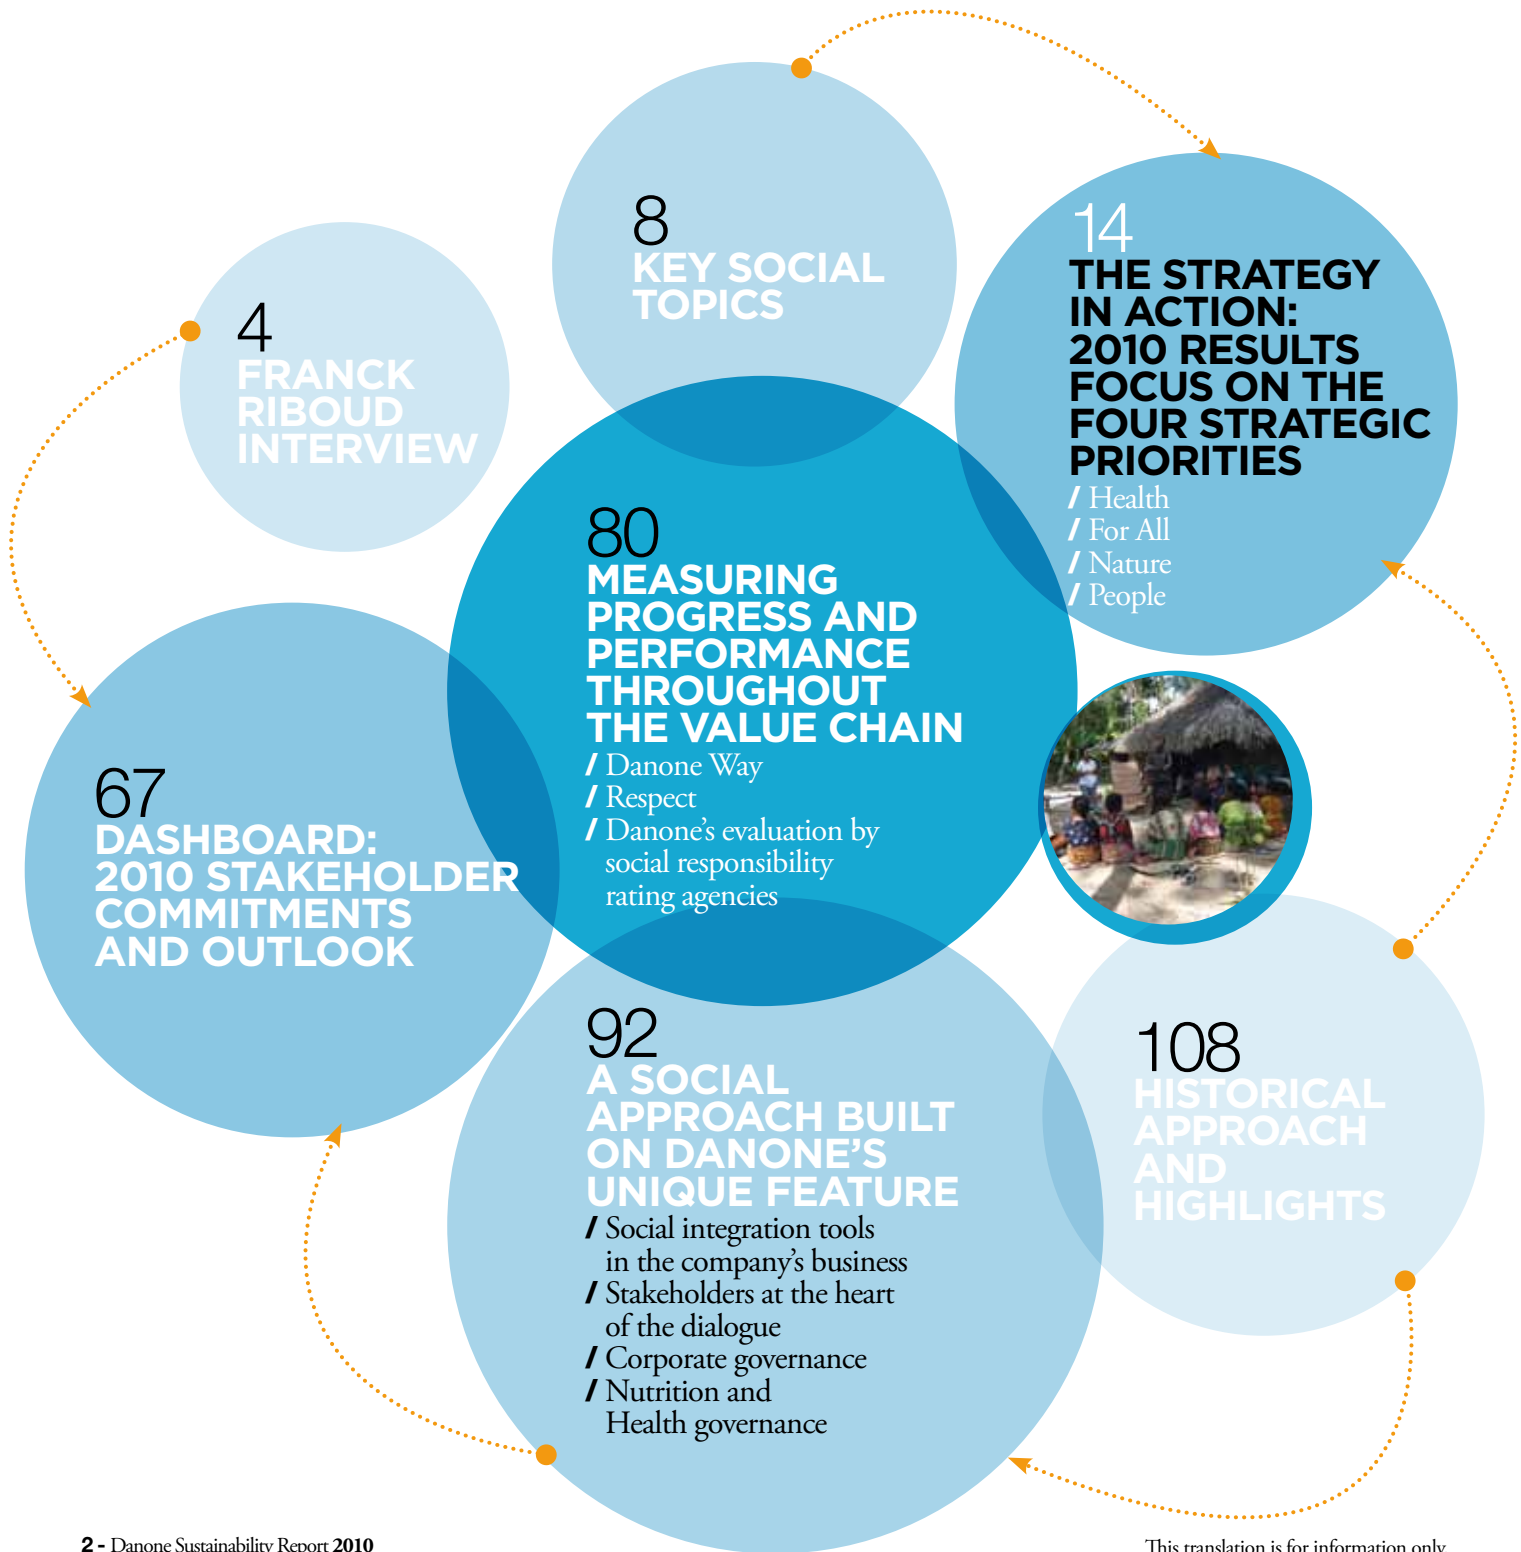 4
FRANCK
RIBOUD
INTERVIEW
8
KEY SOCIAL
TOPICS
14
THE STRATEGY
IN ACTION:
2010 RESULTS
FOCUS ON THE
FOUR STRATEGIC
PRIORITIES
/ Health
/ For All
/ Nature
/ People
67
DASHBOARD:
2010 STAKEHOLDER
COMMITMENTS
AND OUTLOOK
80
MEASURING
PROGRESS AND
PERFORMANCE
THROUGHOUT
THE VALUE CHAIN
/ Danone Way
/ Respect
/ Danone’s evaluation by
social responsibility
rating agencies
92
A SOCIAL
APPROACH BUILT
ON DANONE’S
UNIQUE FEATURE
/ Social integration tools
in the company’s business
/ Stakeholders at the heart
of the dialogue
/ Corporate governance
/ Nutrition and
Health governance
108
HISTORICAL
APPROACH
AND
HIGHLIGHTS
2 - Danone Sustainability Report 2010
This translation is for information only